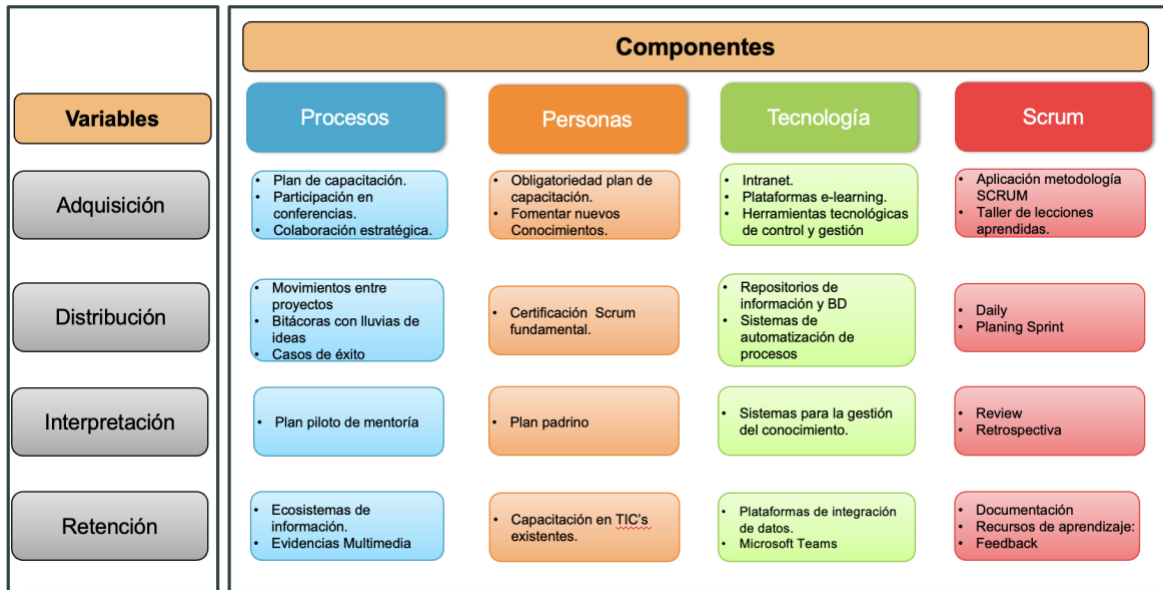 Componentes
Variables
Procesos
Personas
Tecnología
Scrum
Adquisición
• Plan de capacitación.
• Participación en
conferencias.
• Colaboración estratégica.
• Obligatoriedad plan de
capacitación.
• Fomentar nuevos
Conocimientos.
• Intranet.
• Plataformas e-learning.
• Herramientas tecnológicas
de control y gestión
• Aplicación metodología
SCRUM
• Taller de lecciones
aprendidas.
Distribución
• Movimientos entre
proyectos
• Bitácoras con lluvias de
ideas
• Casos de éxito
• Certificación Scrum
fundamental.
• Repositorios de
información y BD
• Sistemas de
automatización de
procesos
• Daily
• Planing Sprint
Interpretación
• Plan piloto de mentoría
• Plan padrino
• Sistemas para la gestión
del conocimiento.
• Review
• Retrospectiva
Retención
• Ecosistemas de
información.
• Evidencias Multimedia
• Capacitación en TIC's
existentes.
• Plataformas de integración
de datos.
• Microsoft Teams
• Documentación
• Recursos de aprendizaje:
• Feedback